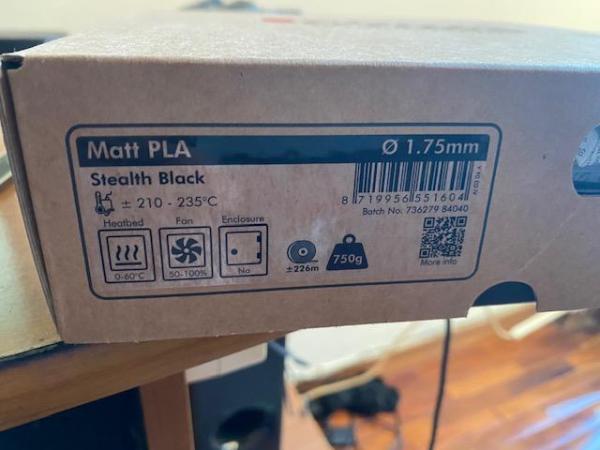 Matt PLA
Ø 1.75mm
Stealth Black
± 210 - 235°C
8 719956 551604
Batch No: 736279 84040
Heatbed
Fan
Enclosure
0-60°C
50-100%
No
±226m
750g
More info